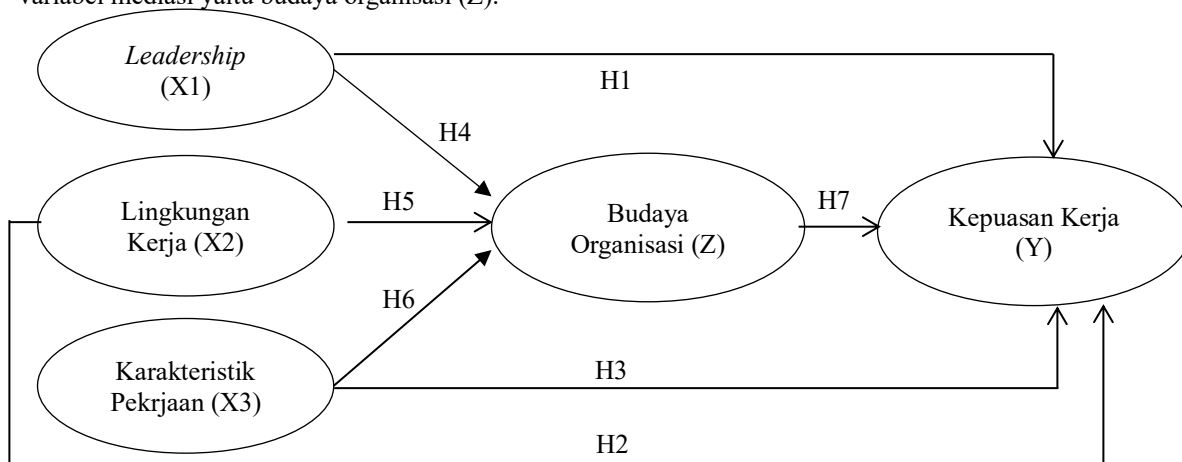 variabel mediasi yaitu budaya organisasi (Z).
Leadership
(X1)
H1
H4
Lingkungan
Kerja (X2)
H5
Budaya
Organisasi (Z)
H7
Kepuasan Kerja
(Y)
H6
Karakteristik
Pekrjaan (X3)
H3
H2